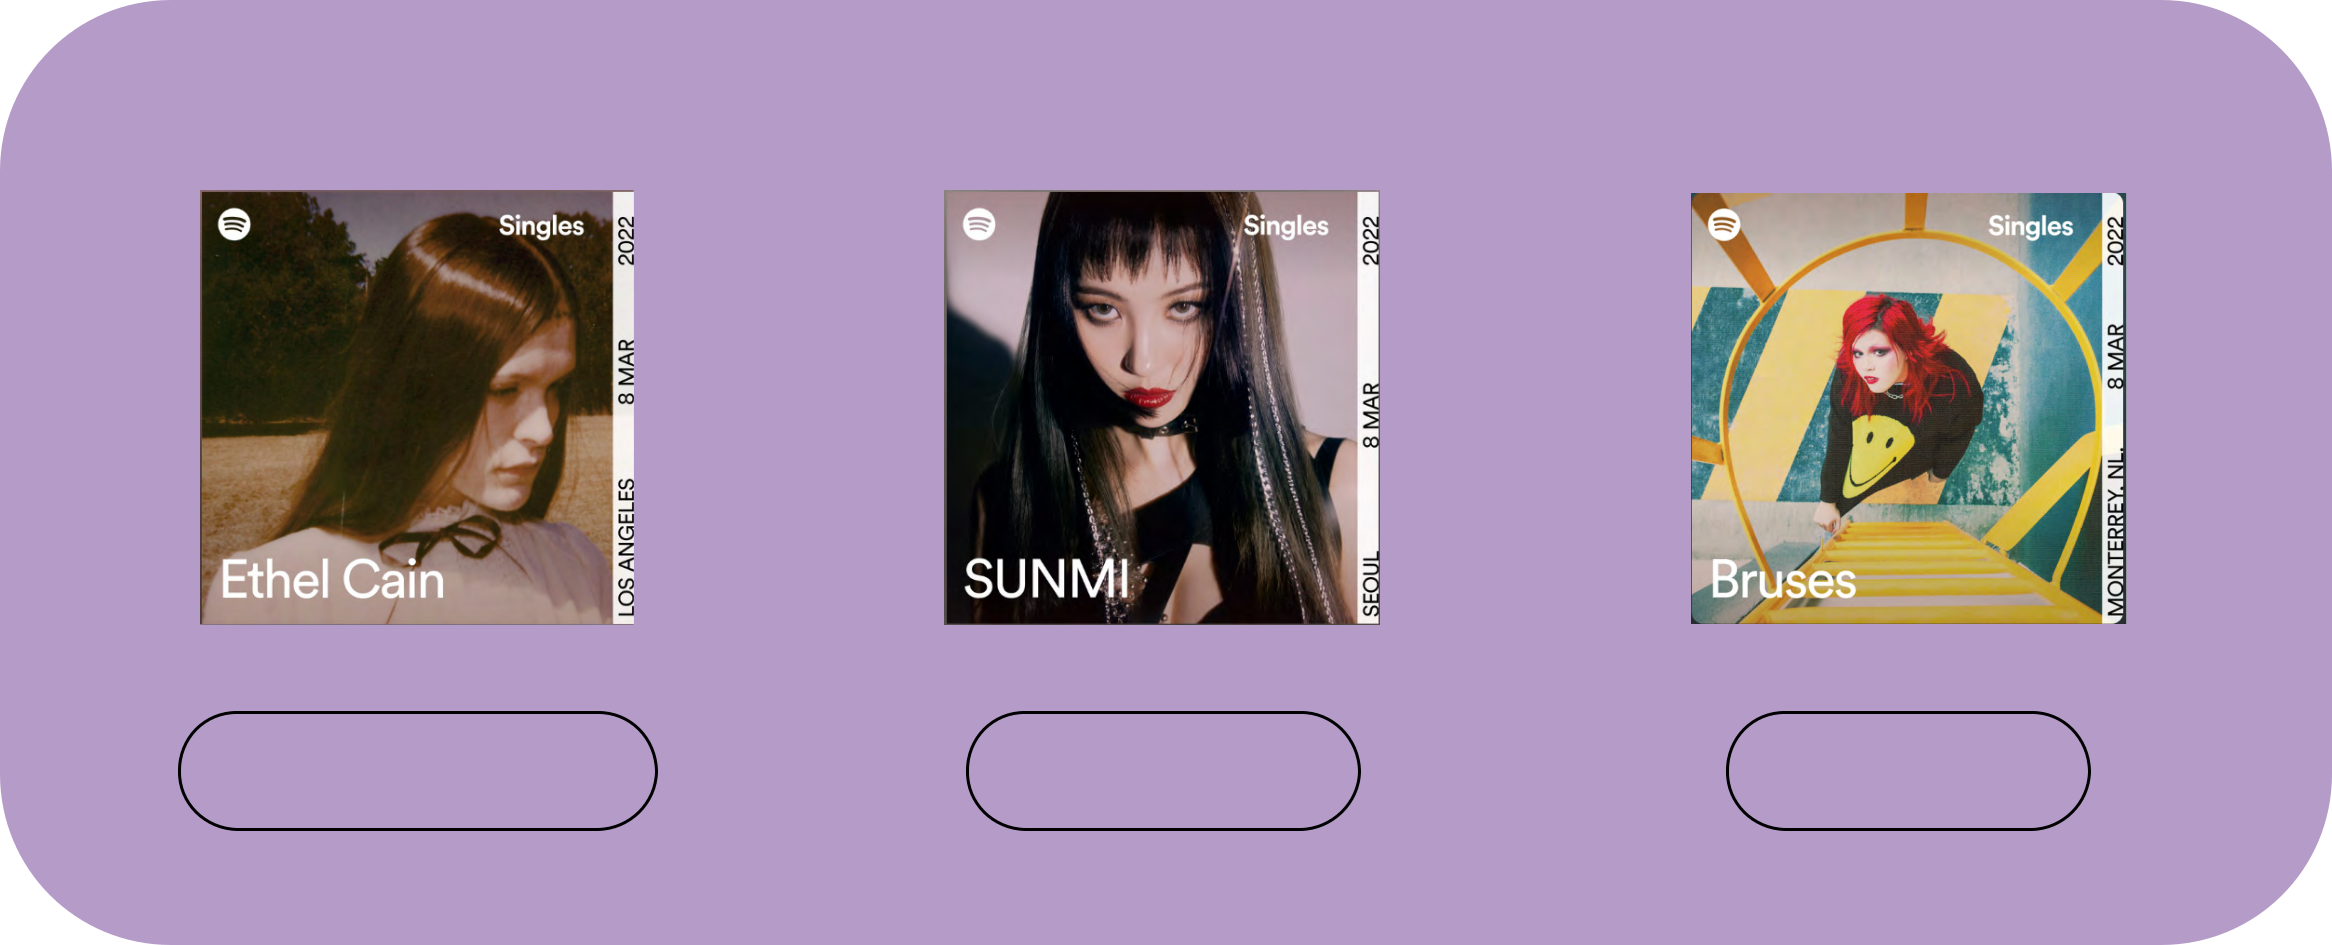 Singles
2022
8 MAR
LOS ANGELES
Ethel Cain
Singles
2022
8 MAR
SEOUL
SUNMI
Singles
2022
8 MAR
MONTERREY. NL.
Bruses